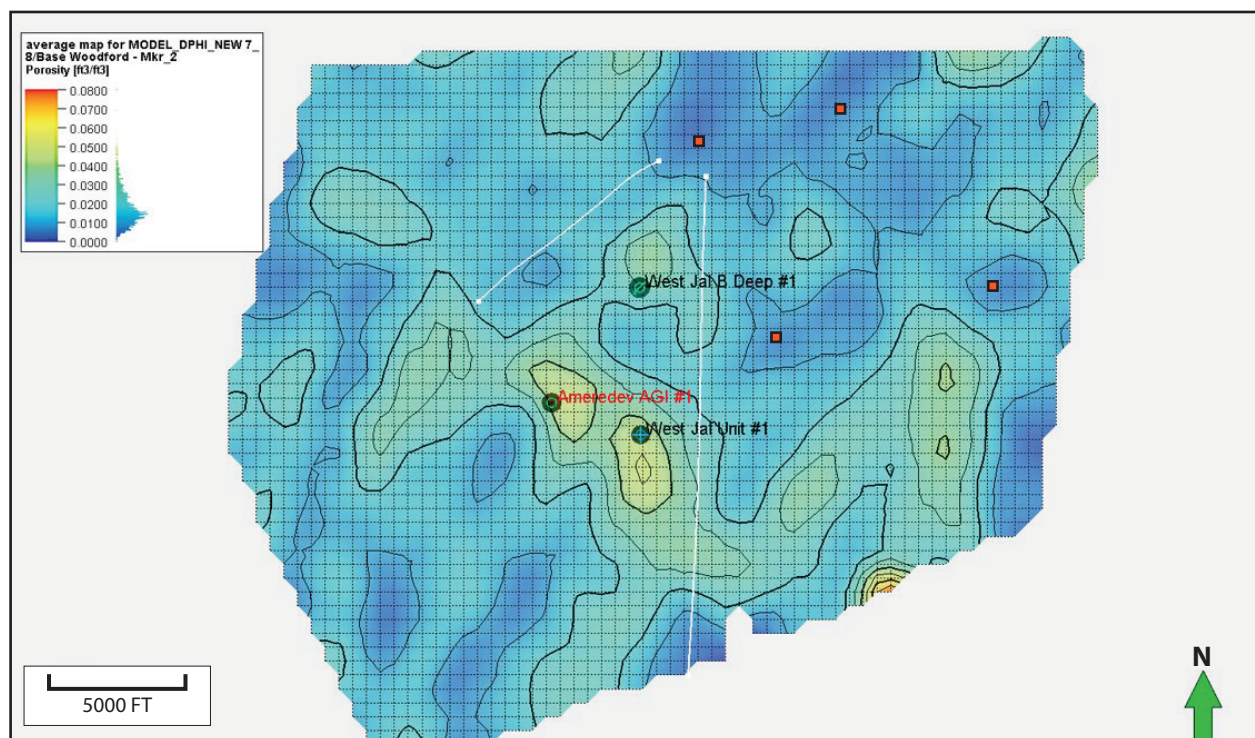 average map for MODEL_DPHI_NEW 7_
8/Base Woodford - Mkr_2
Porosity [ft3/ft3]
0.0800
0.0700
0.0600
0.0500
0.0400
0.0300
0.0200
0.0100
0.0000
West Jal B Deep #1
Ameredev AGI #1
West Jal Unit #1
5000 FT
N